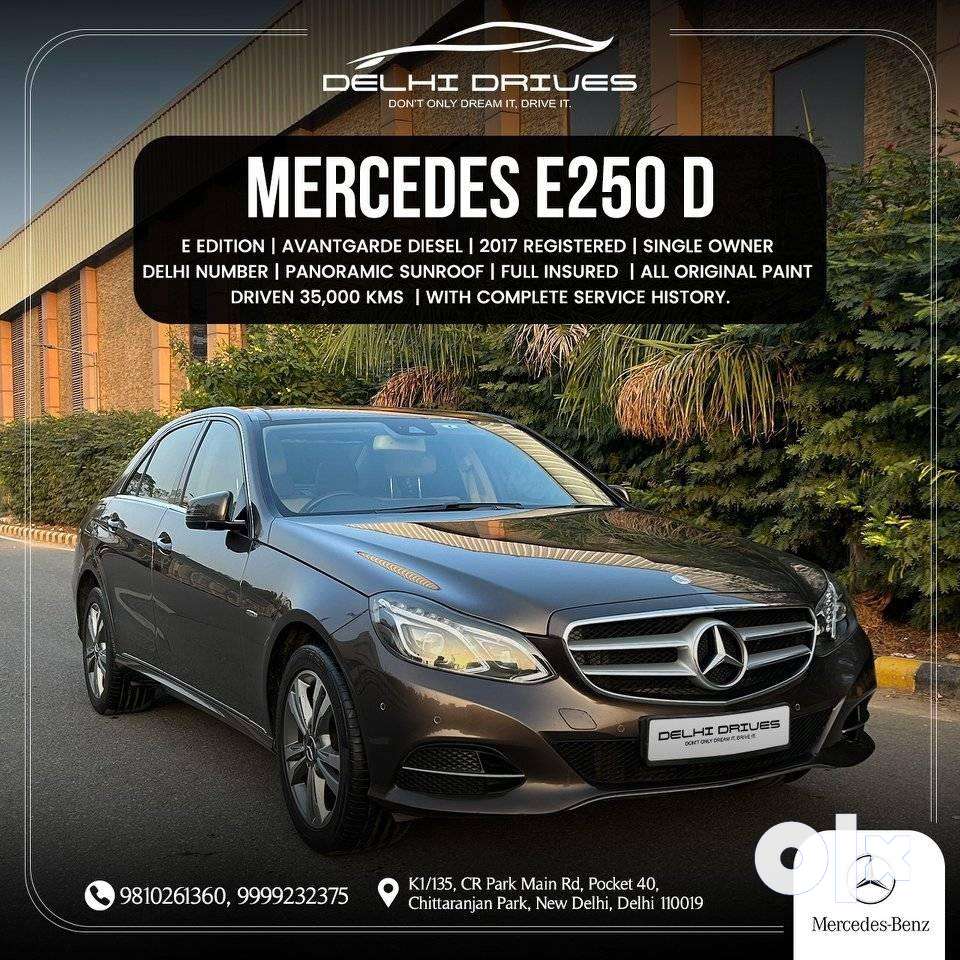 DELHI DRIVES
DON'T ONLY DREAM IT, DRIVE IT.
MERCEDES E250 D
E EDITION | AVANTGARDE DIESEL | 2017 REGISTERED | SINGLE OWNER
DELHI NUMBER | PANORAMIC SUNROOF | FULL INSURED | ALL ORIGINAL PAINT
DRIVEN 35,000 KMS | WITH COMPLETE SERVICE HISTORY.
DELHI DRIVES
DON'T ONLY DREAM IT, DRIVE IT.
olx
9810261360, 9999232375
K1/135, CR Park Main Rd, Pocket 40,
Chittaranjan Park, New Delhi, Delhi 110019
Mercedes-Benz